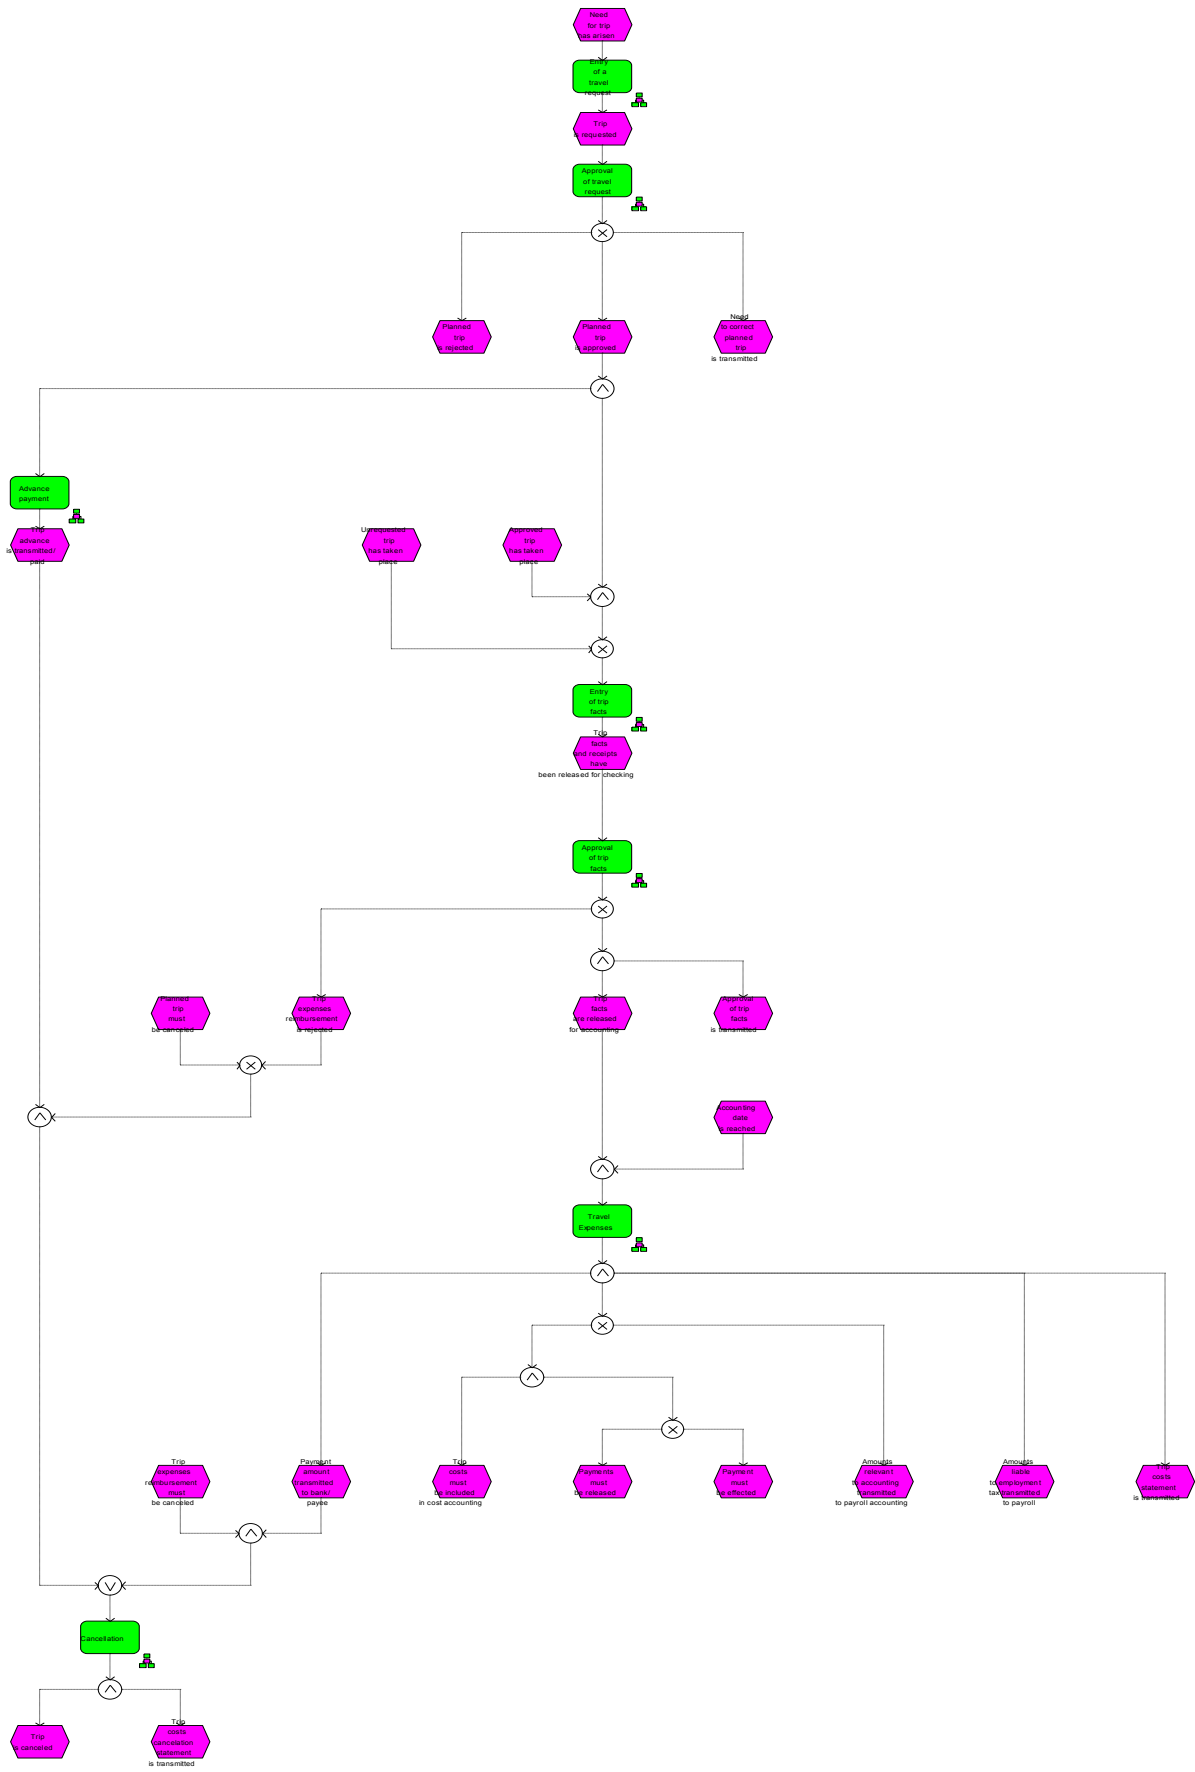 Need
for trip
has arisen
Entry
of a
travel
request
Trip
is requested
Approval
of travel
request
Planned
trip
is rejected
Planned
trip
is approved
Need
to correct
planned
trip
is transmitted
Advance
payment
Trip
advance
is transmitted/
paid
Unrequested
trip
has taken
place
Approved
trip
has taken
place
Entry
of trip
facts
Trip
facts
and receipts
have
been released for checking
Approval
of trip
facts
Planned
trip
must
be canceled
Trip
expenses
reimbursement
is rejected
Trip
facts
are released
for accounting
Approval
of trip
facts
is transmitted
Accounting
date
is reached
Travel
Expenses
Trip
expenses
reimbursement
must
be canceled
Payment
amount
transmitted
to bank/
payee
Trip
costs
must
be included
in cost accounting
Payments
must
be released
Payment
must
be effected
Amounts
relevant
to accounting
transmitted
to payroll accounting
Amounts
liable
to employment
tax transmitted
to payroll
Trip
costs
statement
is transmitted
Cancellation
Trip
is canceled
Trip
costs
cancelation
statement
is transmitted